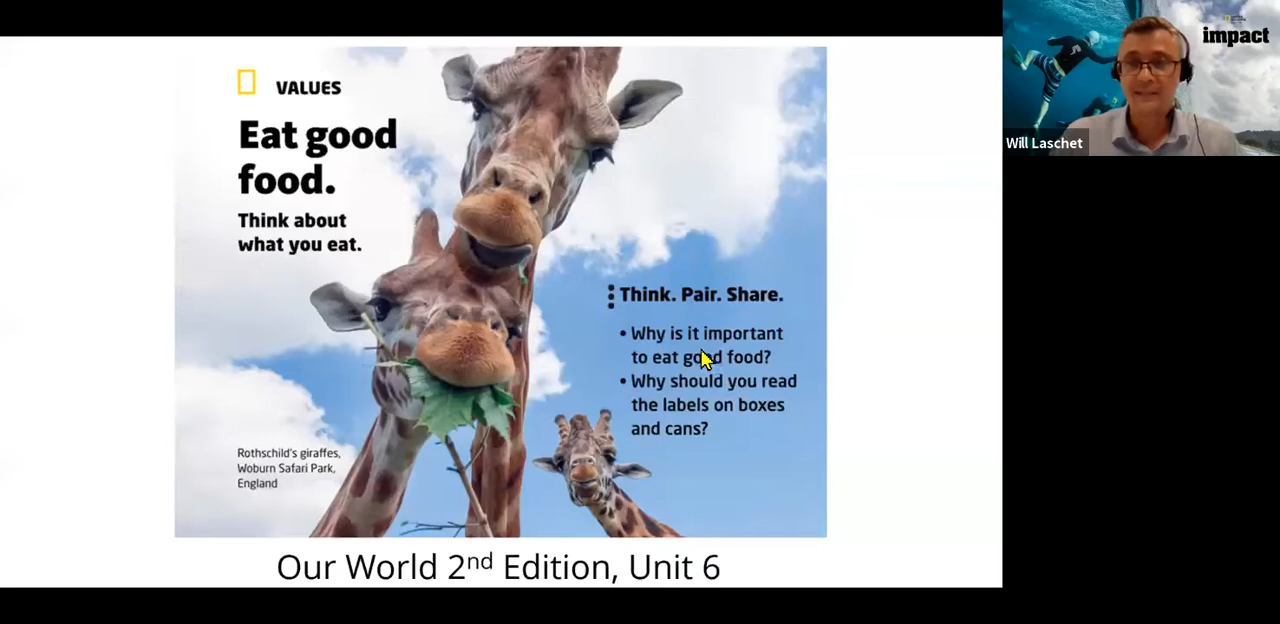 VALUES
Eat good
food.
Think about
what you eat.
Think. Pair. Share.
• Why is it important
to eat good food?
• Why should you read
the labels on boxes
and cans?
Rothschild's giraffes,
Woburn Safari Park,
England
Our World 2nd Edition, Unit 6
impact
Will Laschet